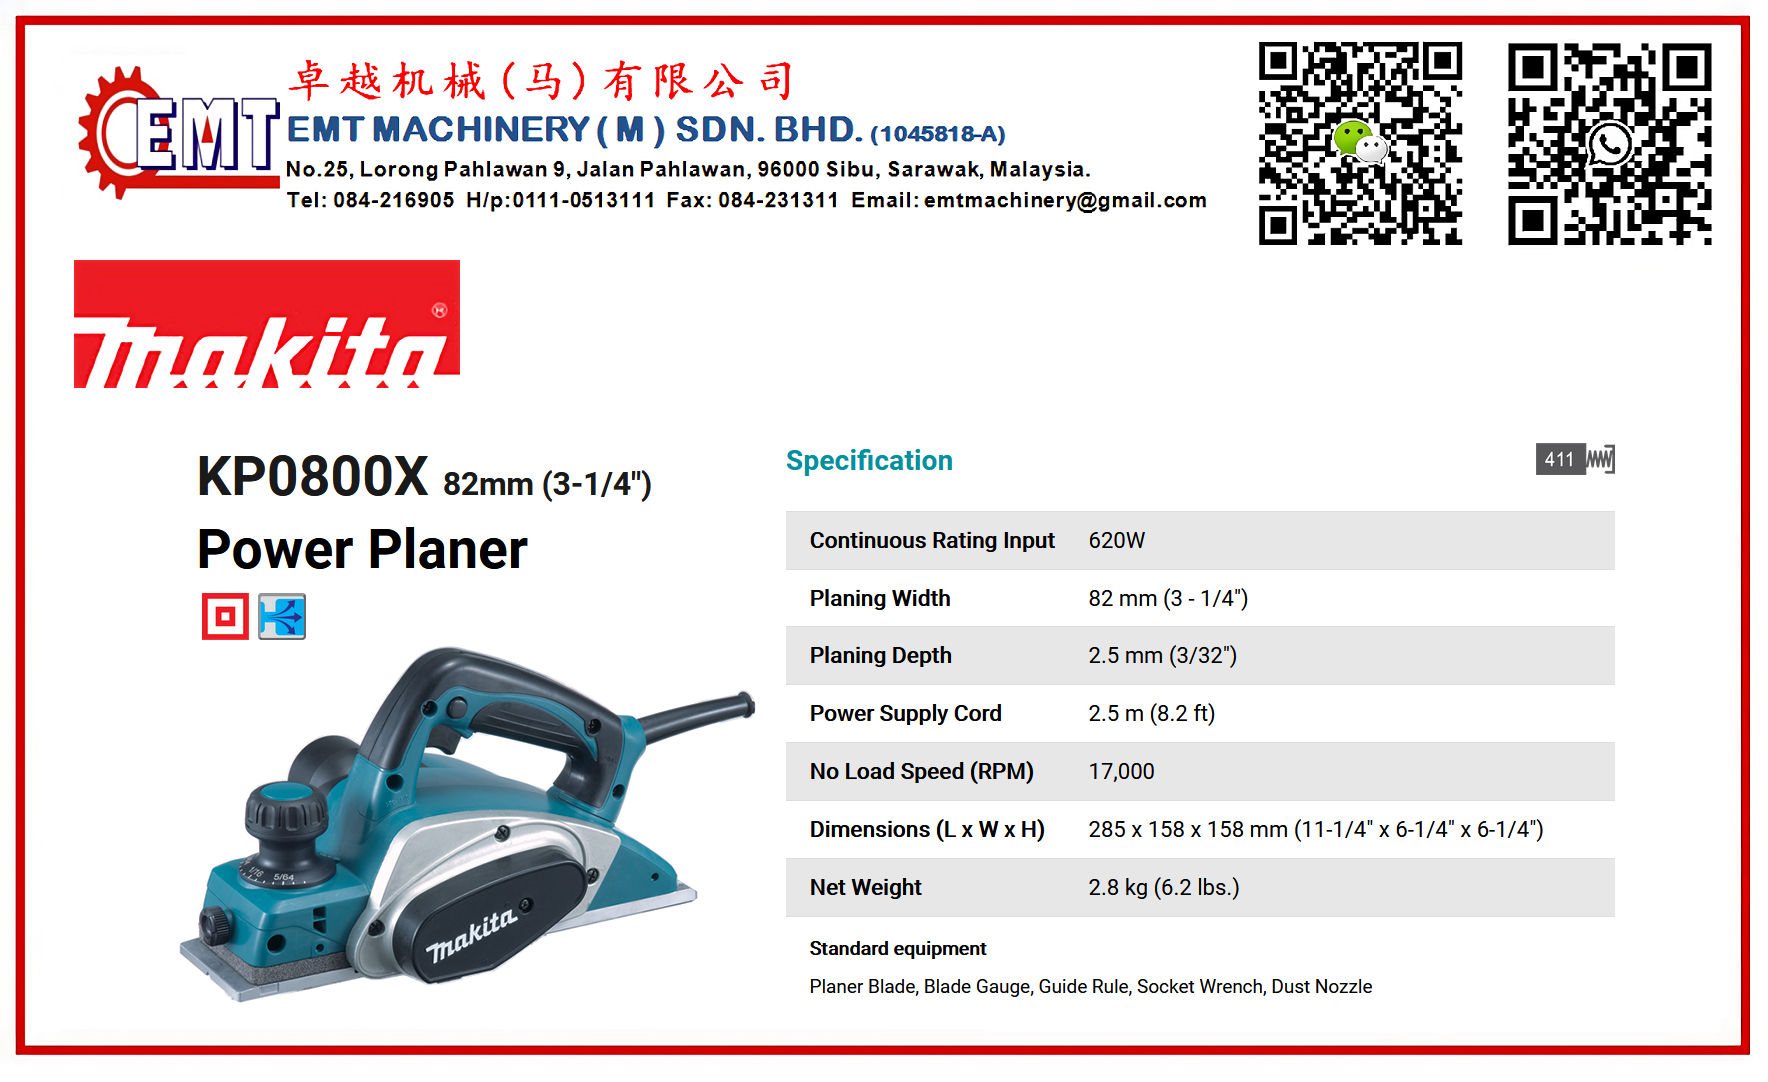 卓越机械(马)有限公司
EMT
EMT MACHINERY ( M ) SDN. BHD. (1045818-A)
No.25, Lorong Pahlawan 9, Jalan Pahlawan, 96000 Sibu, Sarawak, Malaysia.
Tel: 084-216905 H/p:0111-0513111 Fax: 084-231311 Email: emtmachinery@gmail.com
makita ®
KP0800X 82mm (3-1/4")
Power Planer
1/16 5/64
makita
Specification
411
Continuous Rating Input 620W
Planing Width 82 mm (3 - 1/4")
Planing Depth 2.5 mm (3/32")
Power Supply Cord 2.5 m (8.2 ft)
No Load Speed (RPM) 17,000
Dimensions (L x W x H) 285 x 158 x 158 mm (11-1/4" x 6-1/4" x 6-1/4")
Net Weight 2.8 kg (6.2 lbs.)
Standard equipment
Planer Blade, Blade Gauge, Guide Rule, Socket Wrench, Dust Nozzle